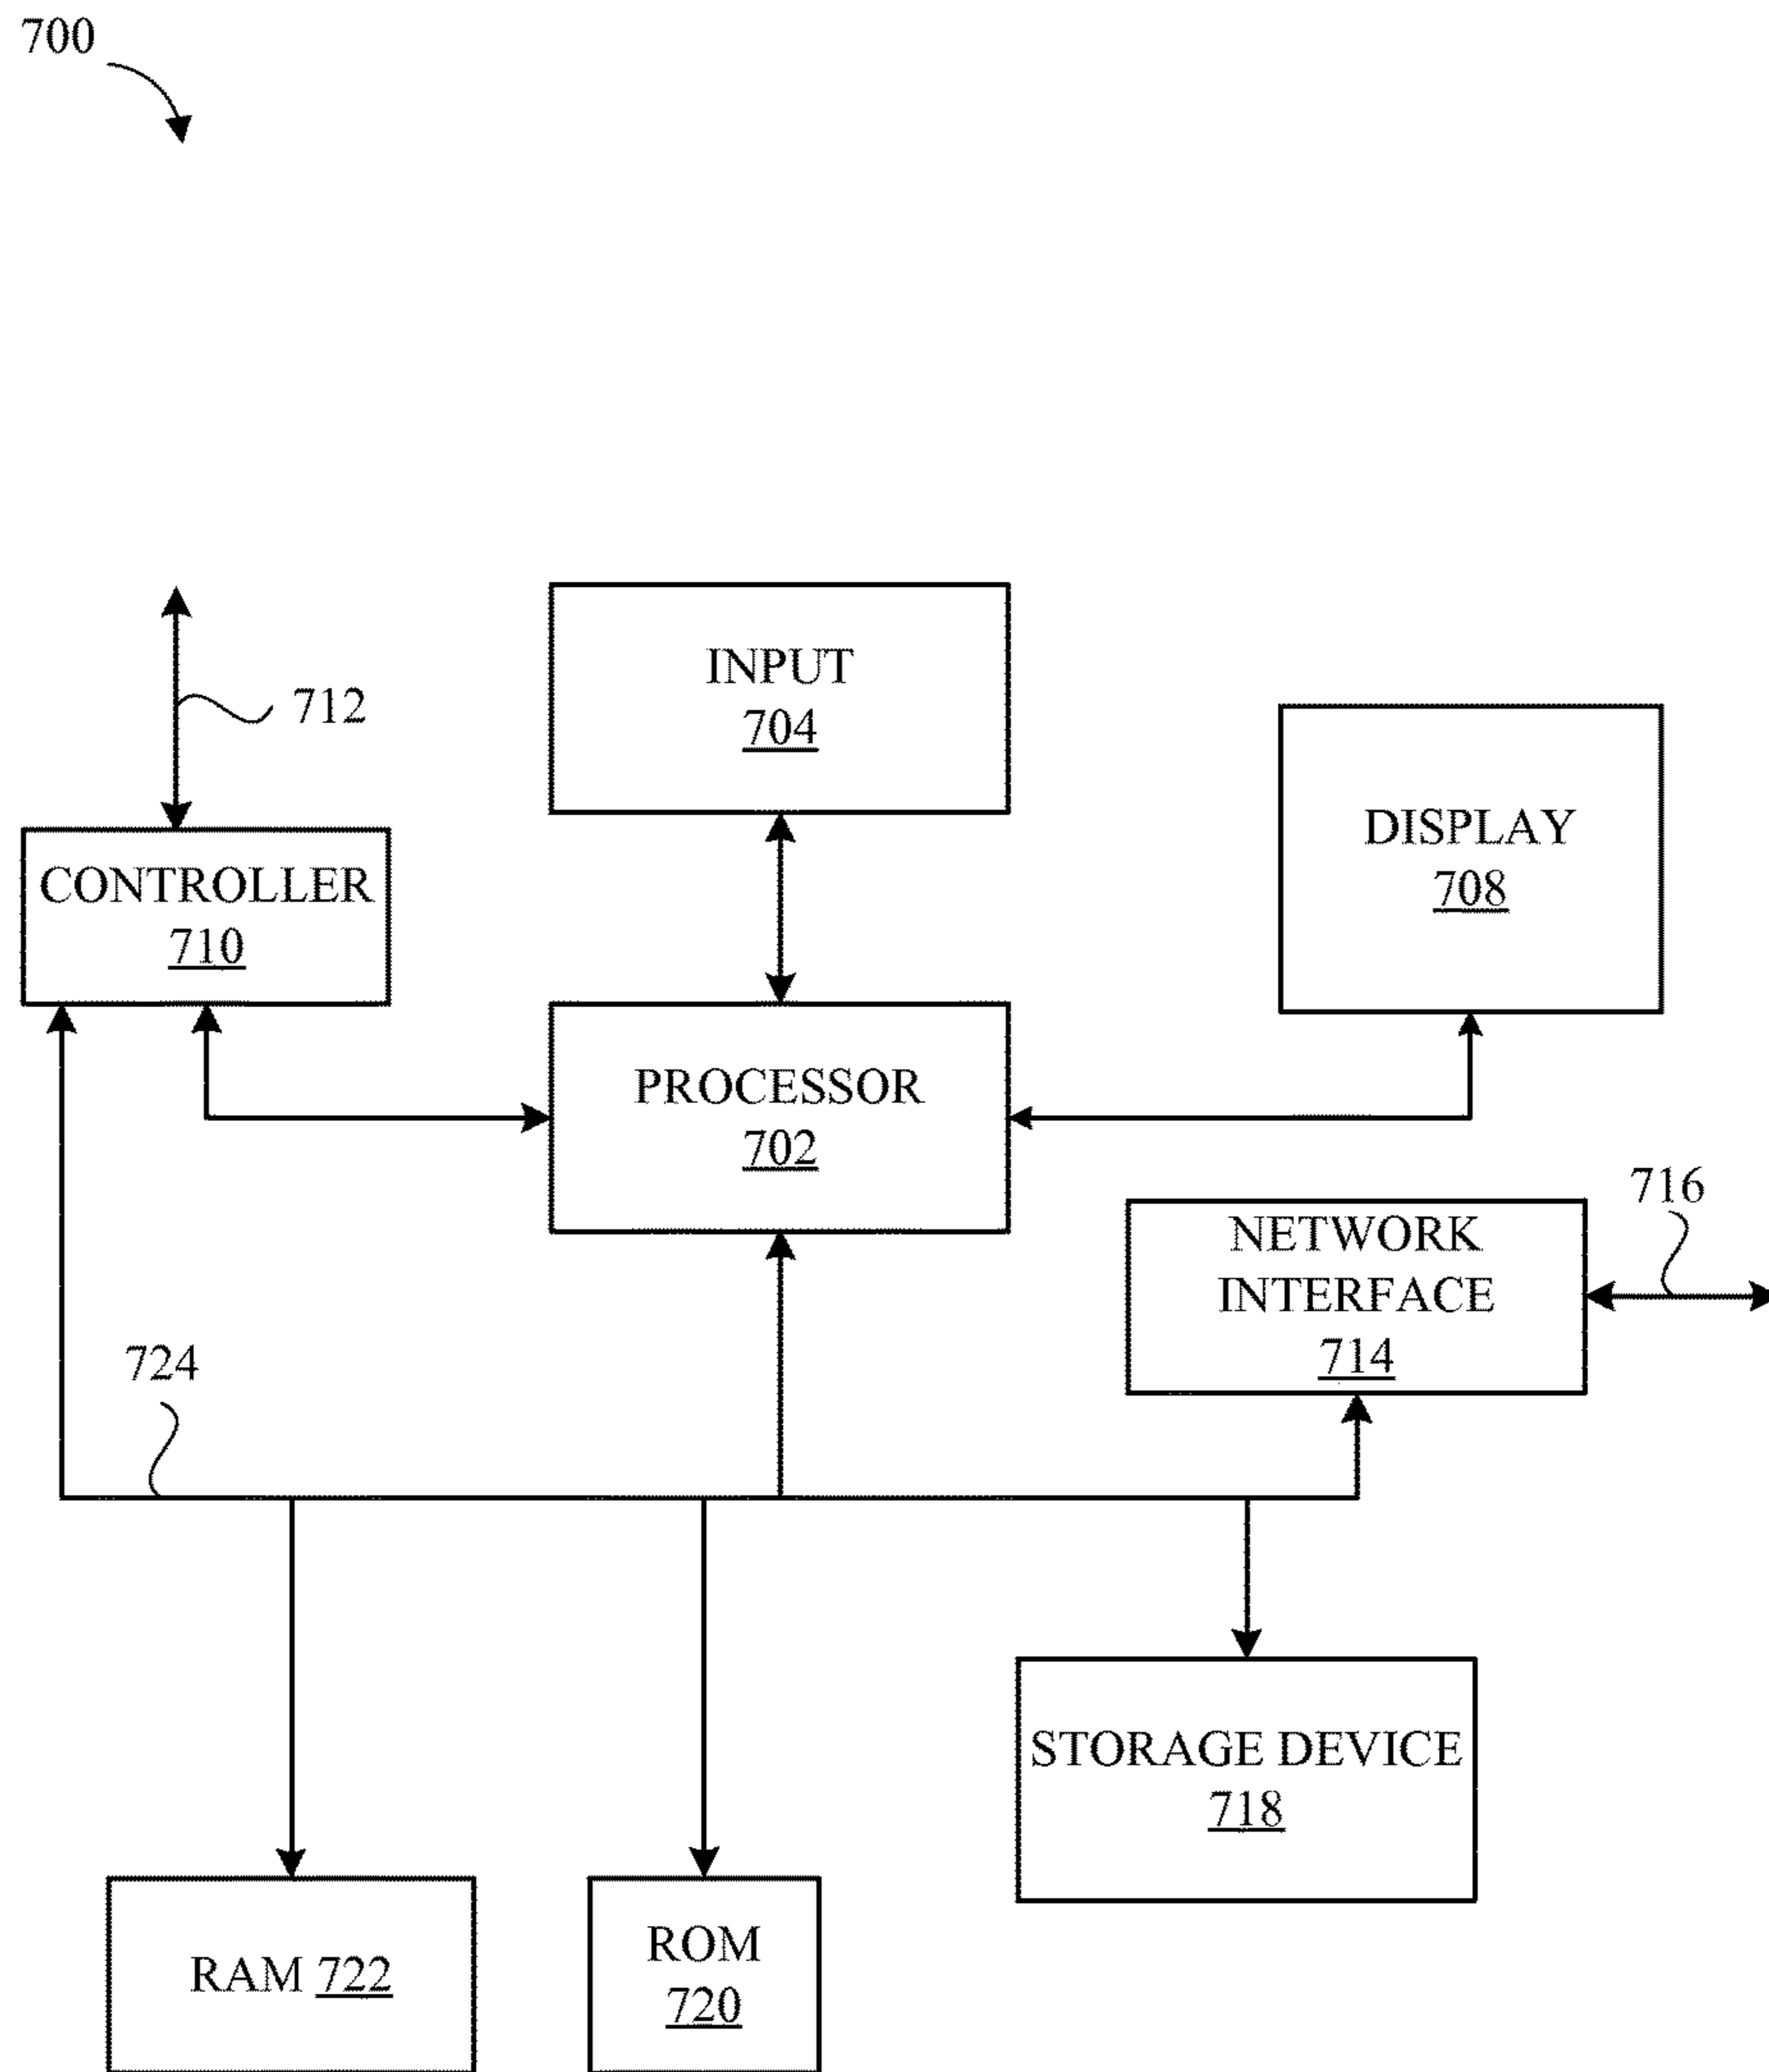 700
INPUT
704
712
DISPLAY
708
CONTROLLER
710
PROCESSOR
702
716
NETWORK
INTERFACE
714
724
STORAGE DEVICE
718
RAM 722
ROM
720